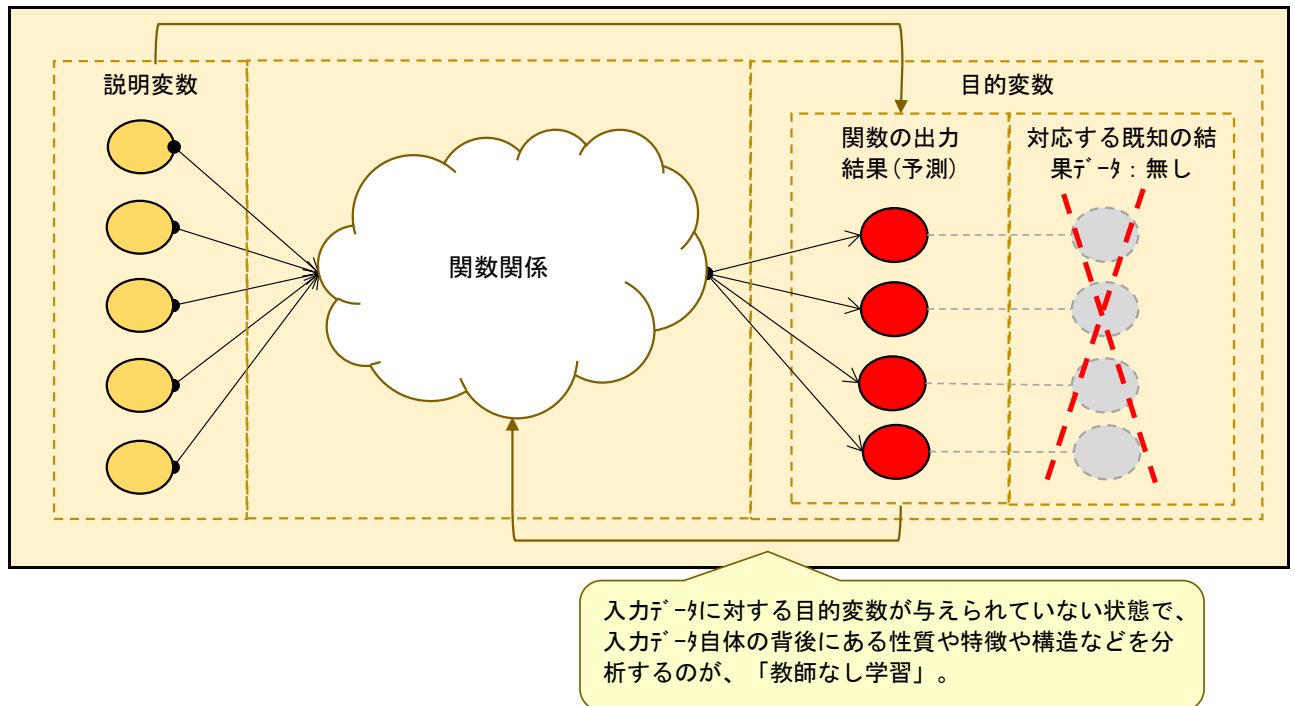 説明変数
目的変数
関数の出力
結果(予測)
対応する既知の結
果ﾃﾞｰﾀ：無し
関数関係
入力ﾃﾞｰﾀに対する目的変数が与えられていない状態で、
入力データ自体の背後にある性質や特徴や構造などを分
析するのが、「教師なし学習」。